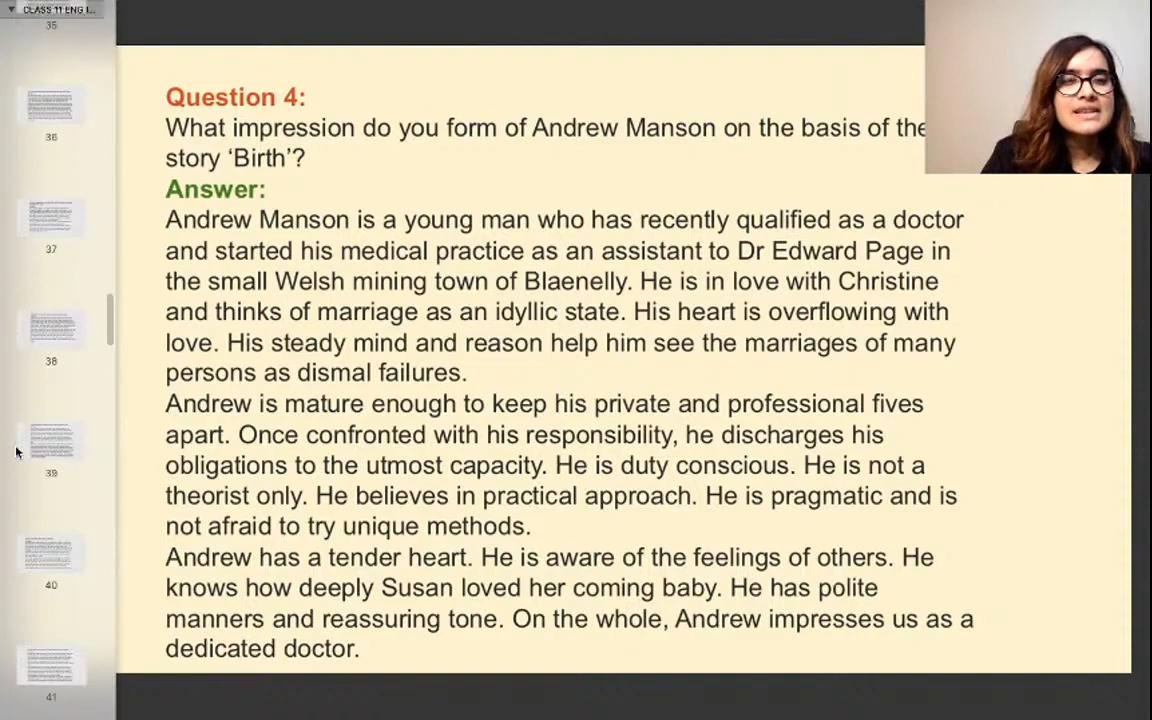 CLASS 11 ENG I...
35
36
37
38
39
40
41
Question 4:
What impression do you form of Andrew Manson on the basis of the
story ‘Birth’?
Answer:
Andrew Manson is a young man who has recently qualified as a doctor
and started his medical practice as an assistant to Dr Edward Page in
the small Welsh mining town of Blaenelly. He is in love with Christine
and thinks of marriage as an idyllic state. His heart is overflowing with
love. His steady mind and reason help him see the marriages of many
persons as dismal failures.
Andrew is mature enough to keep his private and professional fives
apart. Once confronted with his responsibility, he discharges his
obligations to the utmost capacity. He is duty conscious. He is not a
theorist only. He believes in practical approach. He is pragmatic and is
not afraid to try unique methods.
Andrew has a tender heart. He is aware of the feelings of others. He
knows how deeply Susan loved her coming baby. He has polite
manners and reassuring tone. On the whole, Andrew impresses us as a
dedicated doctor.